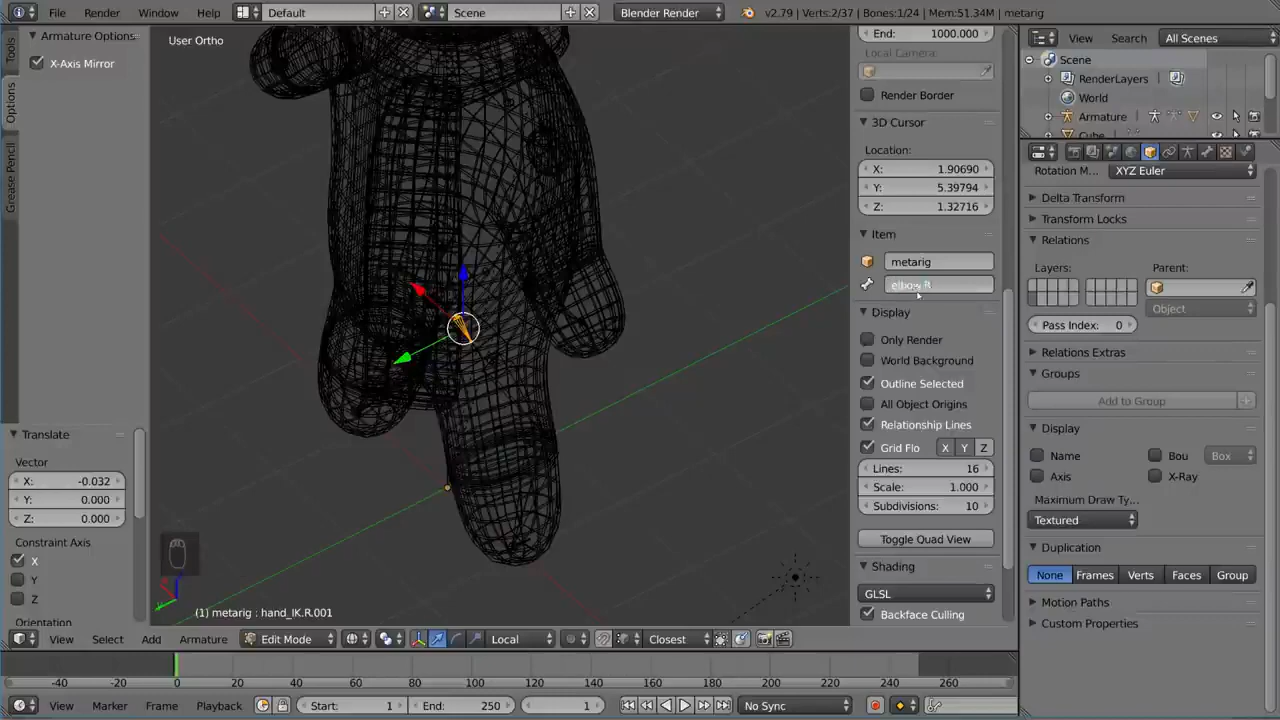 File Render Window Help Default Scene Blender Render v2.79 | Verts:2/37 | Bones:1/24 | Mem:51.34M | metarig
Armature Options
X-Axis Mirror
Tools
Options
Grease Pencil
Translate
Vector
X: -0.032
Y: 0.000
Z: 0.000
Constraint Axis
X
Y
Z
Orientation
User Ortho
(1) metarig : hand_IK.R.001
End: 1000.000
Local Camera:
Render Border
3D Cursor
Location:
X: 1.90690
Y: 5.39794
Z: 1.32716
Item
metarig
elbow.R
Display
Only Render
World Background
Outline Selected
All Object Origins
Relationship Lines
Grid Flo X Y Z
Lines: 16
Scale: 1.000
Subdivisions: 10
Toggle Quad View
Shading
GLSL
Backface Culling
View Search All Scenes
Scene
RenderLayers
World
Armature
Cube
Rotation M... XYZ Euler
Delta Transform
Transform Locks
Relations
Layers: Parent:
Object
Pass Index: 0
Relations Extras
Groups
Add to Group
Display
Name Bou Box
Axis X-Ray
Maximum Draw Ty...
Textured
Duplication
None Frames Verts Faces Group
Motion Paths
Custom Properties
View Select Add Armature Edit Mode Local Closest
-40 -20 0 20 40 60 80 100 120 140 160 180 200 220 240 260
View Marker Frame Playback Start: 1 End: 250 1 No Sync